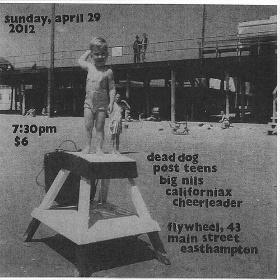 sunday, april 29
2012
7:30pm
$6
dead dog
post teens
big nils
californiax
cheerleader
flywheel, 43
main street
easthampton